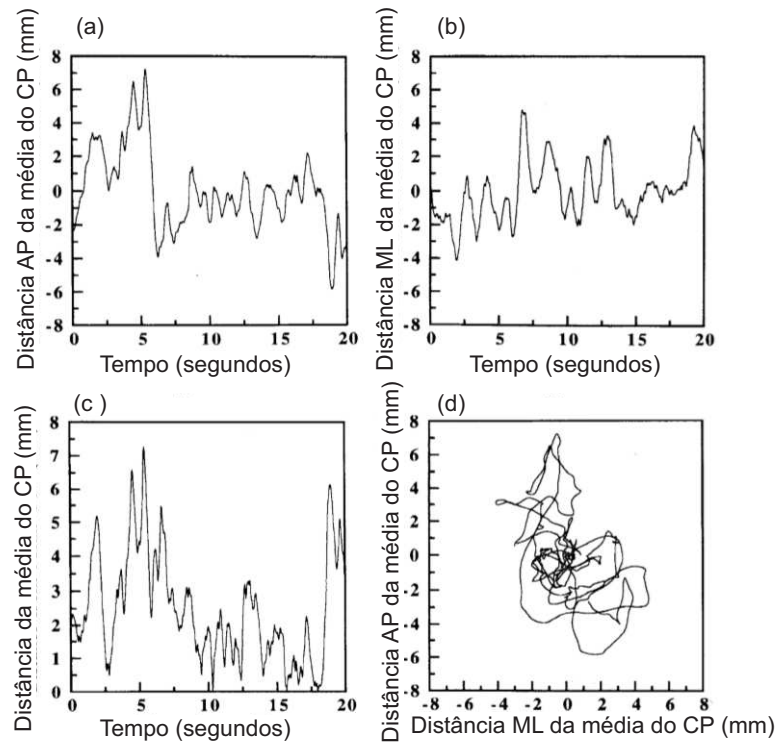 (a)
Distância AP da média do CP (mm)
8
6
4
2
0
-2
-4
-6
-8
0 5 10 15 20
Tempo (segundos)
(b)
Distância ML da média do CP (mm)
8
6
4
2
0
-2
-4
-6
-8
0 5 10 15 20
Tempo (segundos)
(c )
Distância da média do CP (mm)
8
7
6
5
4
3
2
1
0
0 5 10 15 20
Tempo (segundos)
(d)
Distância AP da média do CP (mm)
8
6
4
2
0
-2
-4
-6
-8
-8 -6 -4 -2 0 2 4 6 8
Distância ML da média do CP (mm)